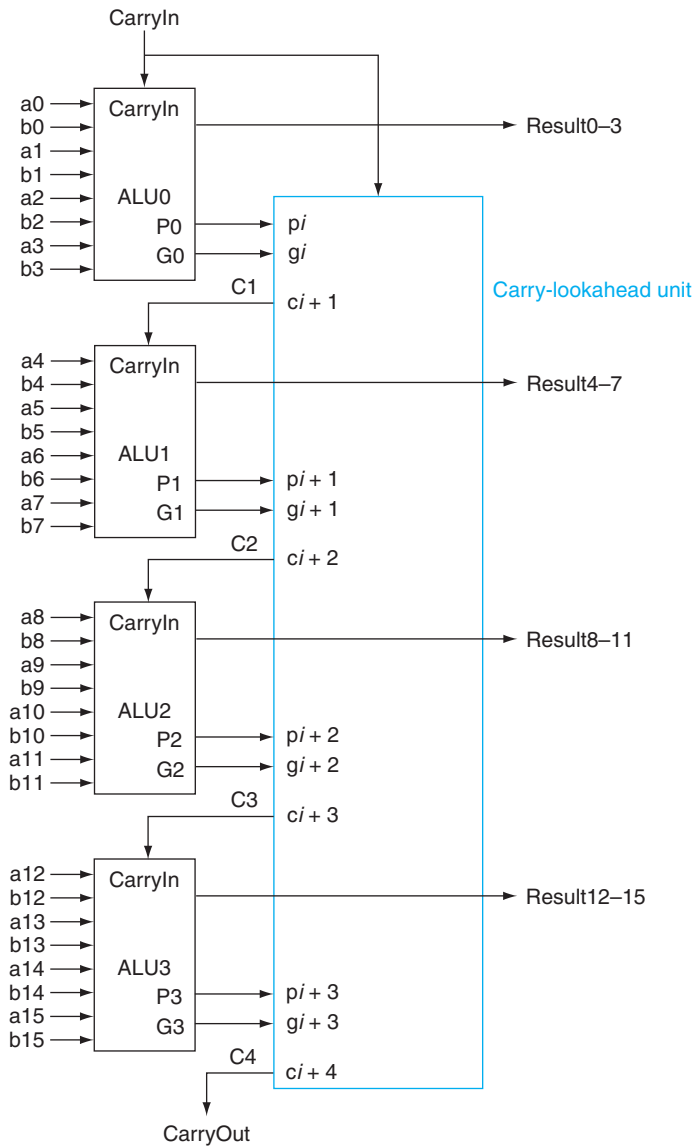 CarryIn
a0
b0
a1
b1
a2
b2
a3
b3
CarryIn
ALU0
P0
G0
Result0–3
pi
gi
Carry-lookahead unit
C1
ci + 1
a4
b4
a5
b5
a6
b6
a7
b7
CarryIn
ALU1
P1
G1
Result4–7
pi + 1
gi + 1
C2
ci + 2
a8
b8
a9
b9
a10
b10
a11
b11
CarryIn
ALU2
P2
G2
Result8–11
pi + 2
gi + 2
C3
ci + 3
a12
b12
a13
b13
a14
b14
a15
b15
CarryIn
ALU3
P3
G3
Result12–15
pi + 3
gi + 3
C4
ci + 4
CarryOut